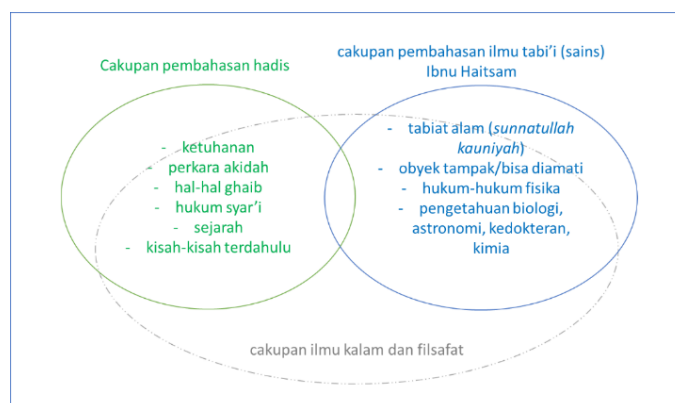 Cakupan pembahasan hadis
cakupan pembahasan ilmu tabi’i (sains)
Ibnu Haitsam
- ketuhanan
- perkara akidah
- hal-hal ghaib
- hukum syar’i
- sejarah
- kisah-kisah terdahulu
- tabiat alam (sunnatullah
kauniyah)
- obyek tampak/bisa diamati
- hukum-hukum fisika
- pengetahuan biologi,
astronomi, kedokteran,
kimia
cakupan ilmu kalam dan filsafat